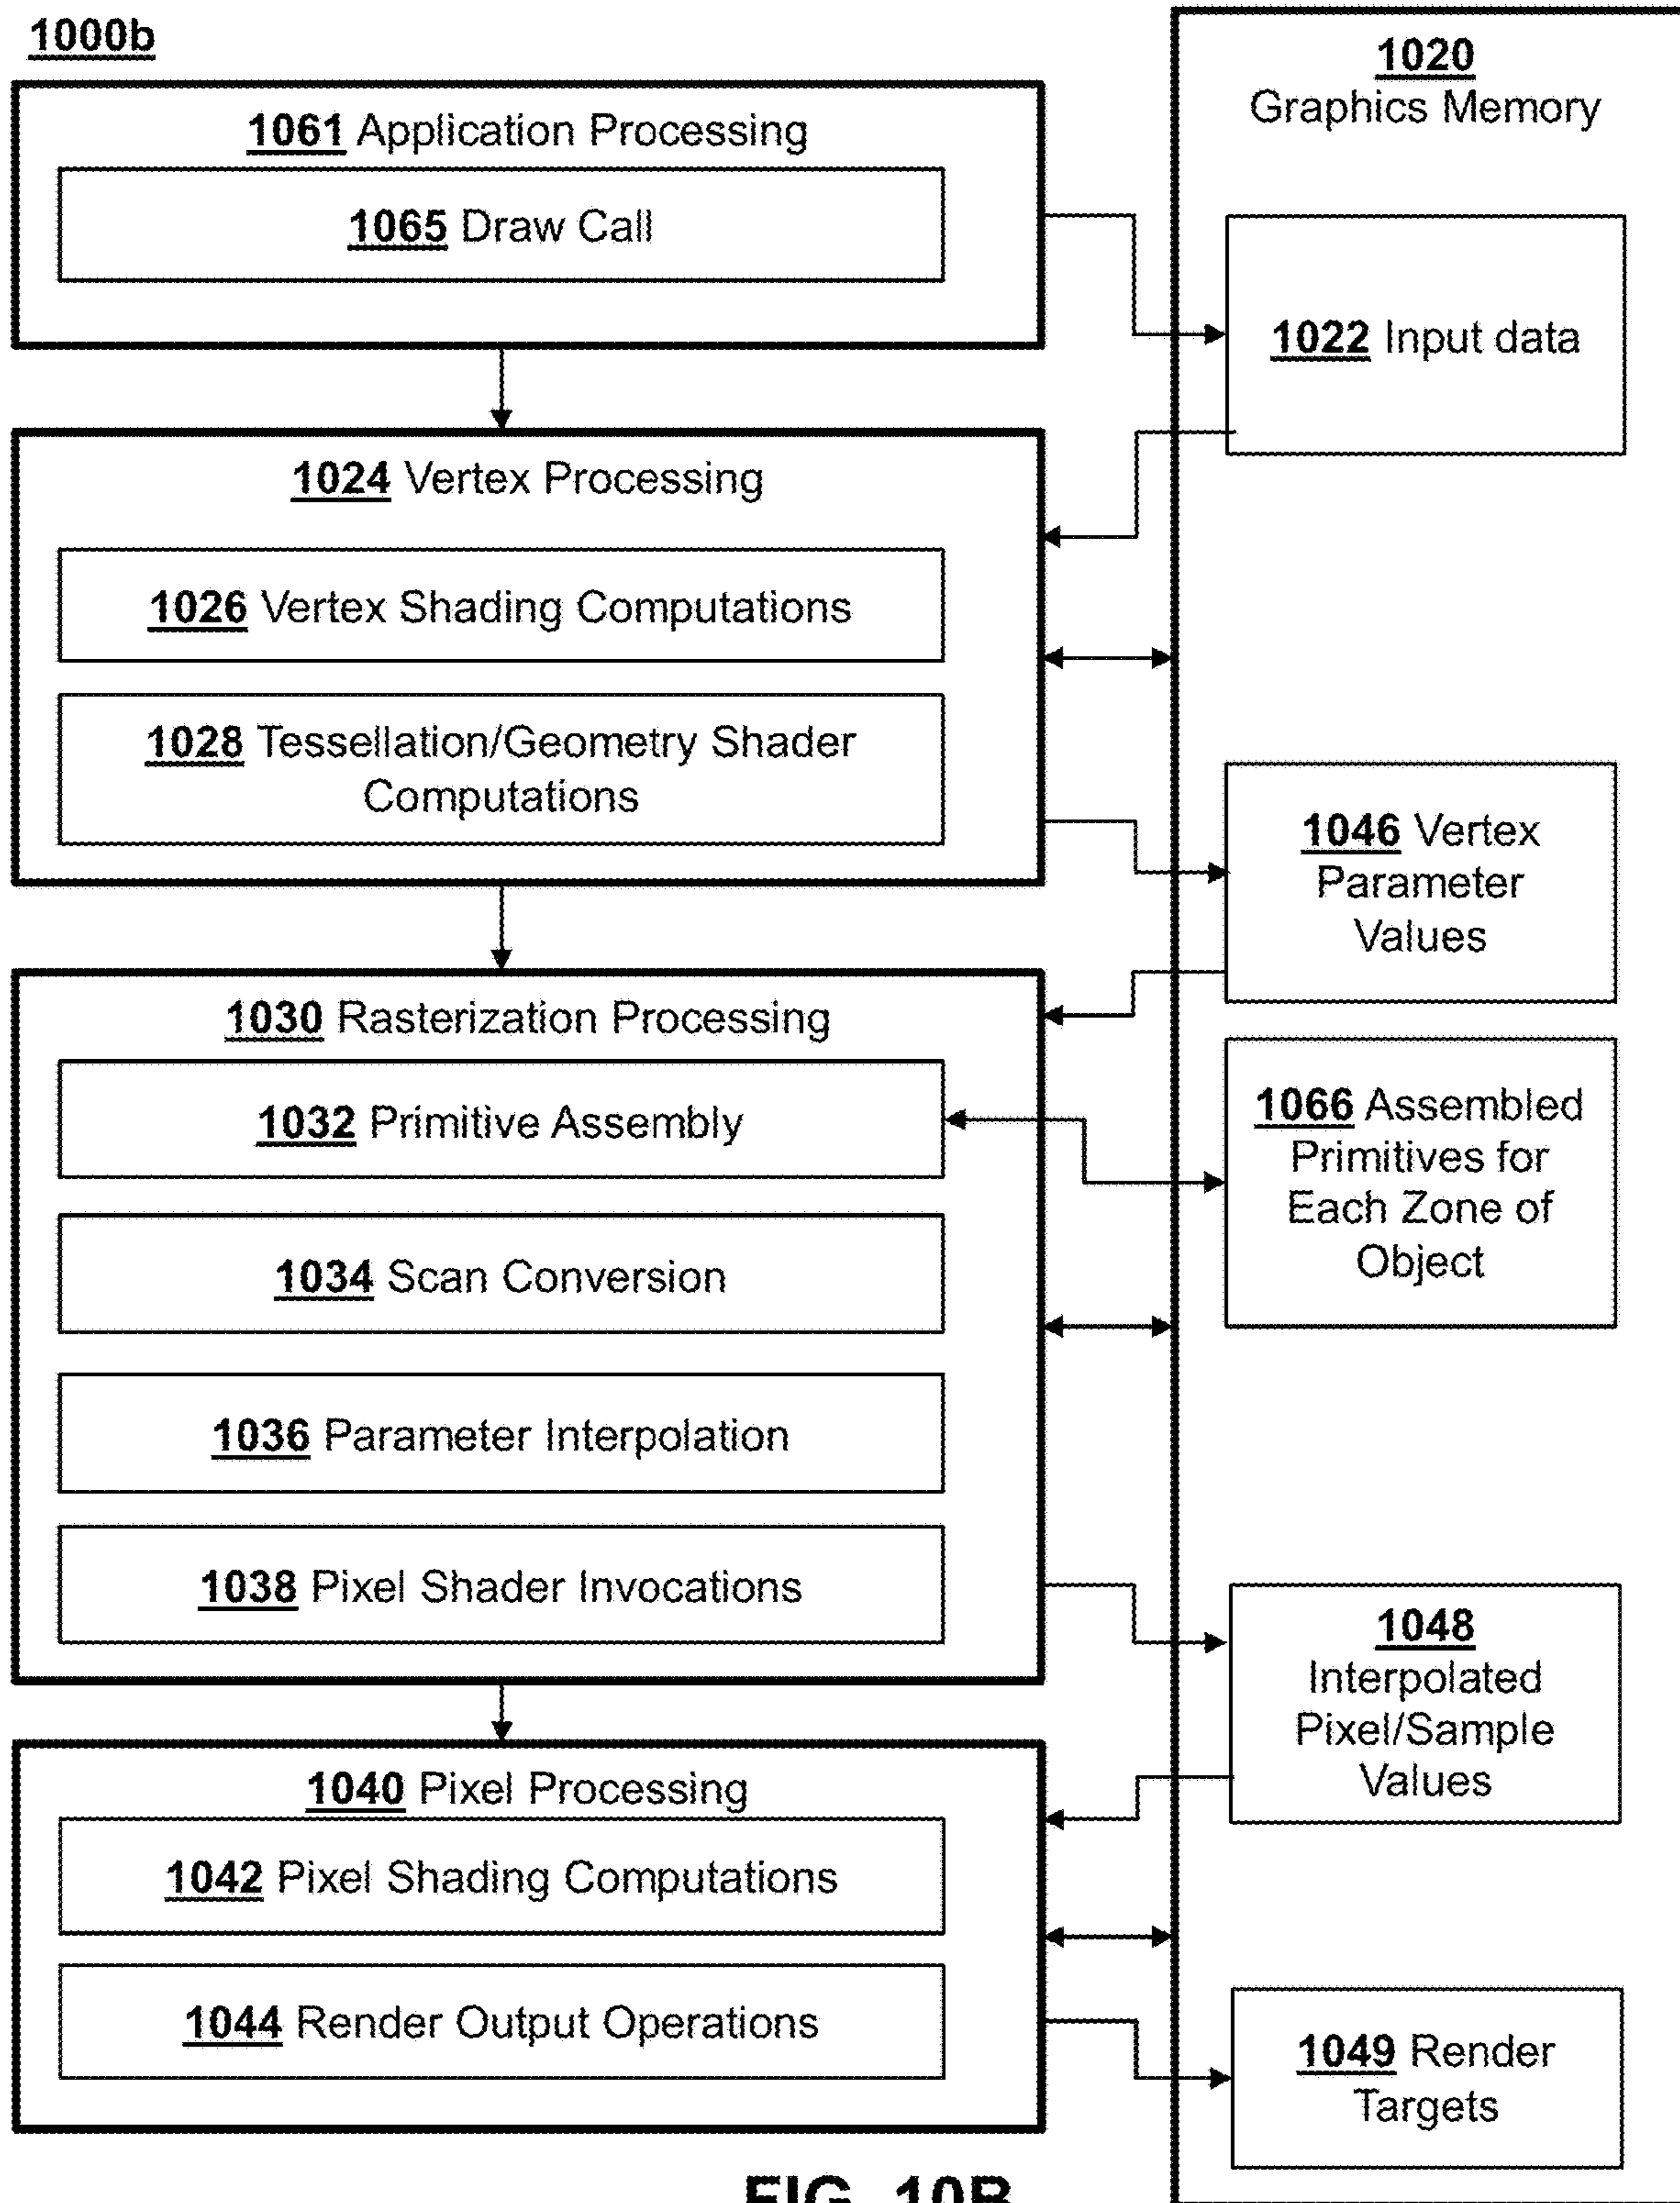 1000b
1061 Application Processing
1065 Draw Call
1024 Vertex Processing
1026 Vertex Shading Computations
1028 Tessellation/Geometry Shader
Computations
1030 Rasterization Processing
1032 Primitive Assembly
1034 Scan Conversion
1036 Parameter Interpolation
1038 Pixel Shader Invocations
1040 Pixel Processing
1042 Pixel Shading Computations
1044 Render Output Operations
1020
Graphics Memory
1022 Input data
1046 Vertex
Parameter
Values
1066 Assembled
Primitives for
Each Zone of
Object
1048
Interpolated
Pixel/Sample
Values
1049 Render
Targets
FIG. 10B